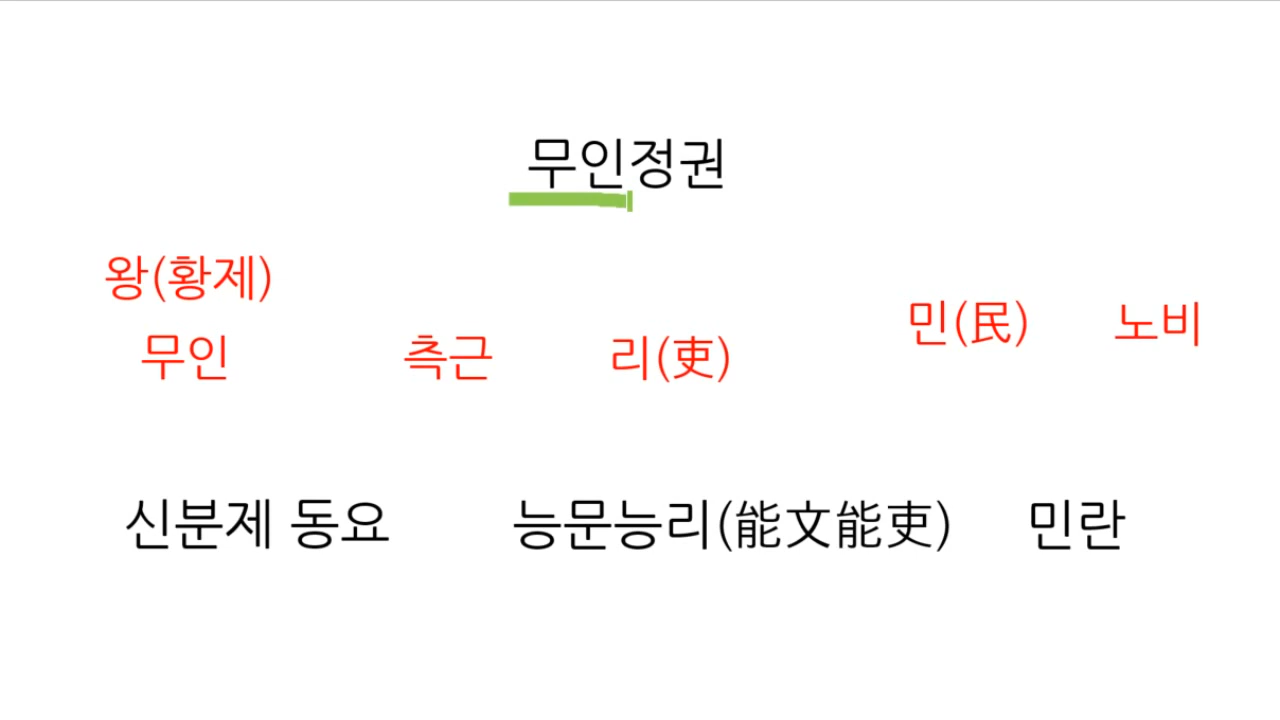 무인정권
왕(황제)
무인 측근 리(吏) 민(民) 노비
신분제 동요 능문능리(能文能吏) 민란